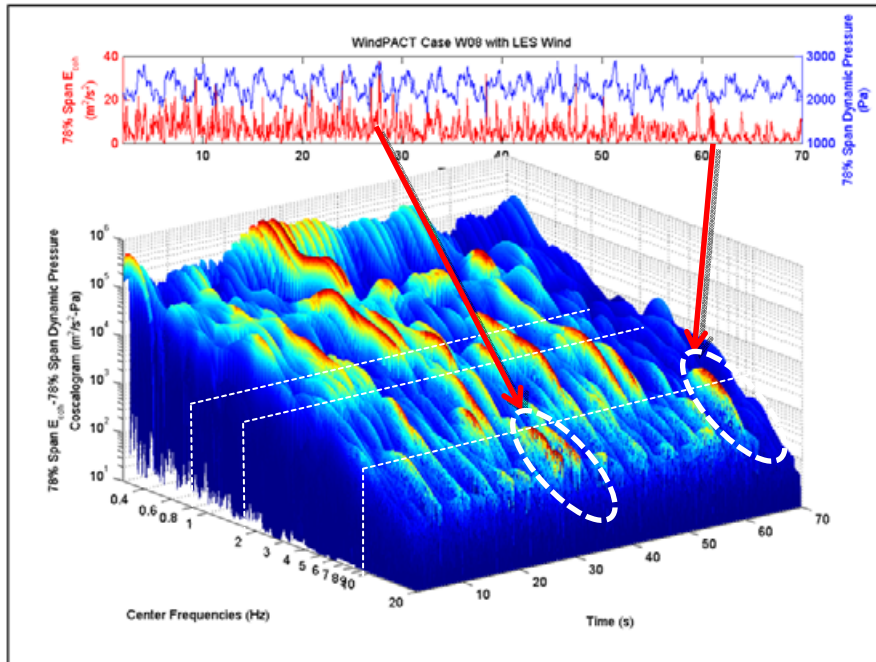 WindPACT Case W08 with LES Wind
78% Span E_coh
(m²/s²)
40
20
0
3000
2000
1000
78% Span Dynamic Pressure
(Pa)
10 20 30 40 50 60 70
78% Span E_coh-78% Span Dynamic Pressure
Coscalogram (m²/s²-Pa)
10⁶
10⁵
10⁴
10³
10²
10¹
0.4 0.6 0.8 1 2 3 4 5 6 7 8 9 10 20
Center Frequencies (Hz)
10 20 30 40 50 60 70
Time (s)